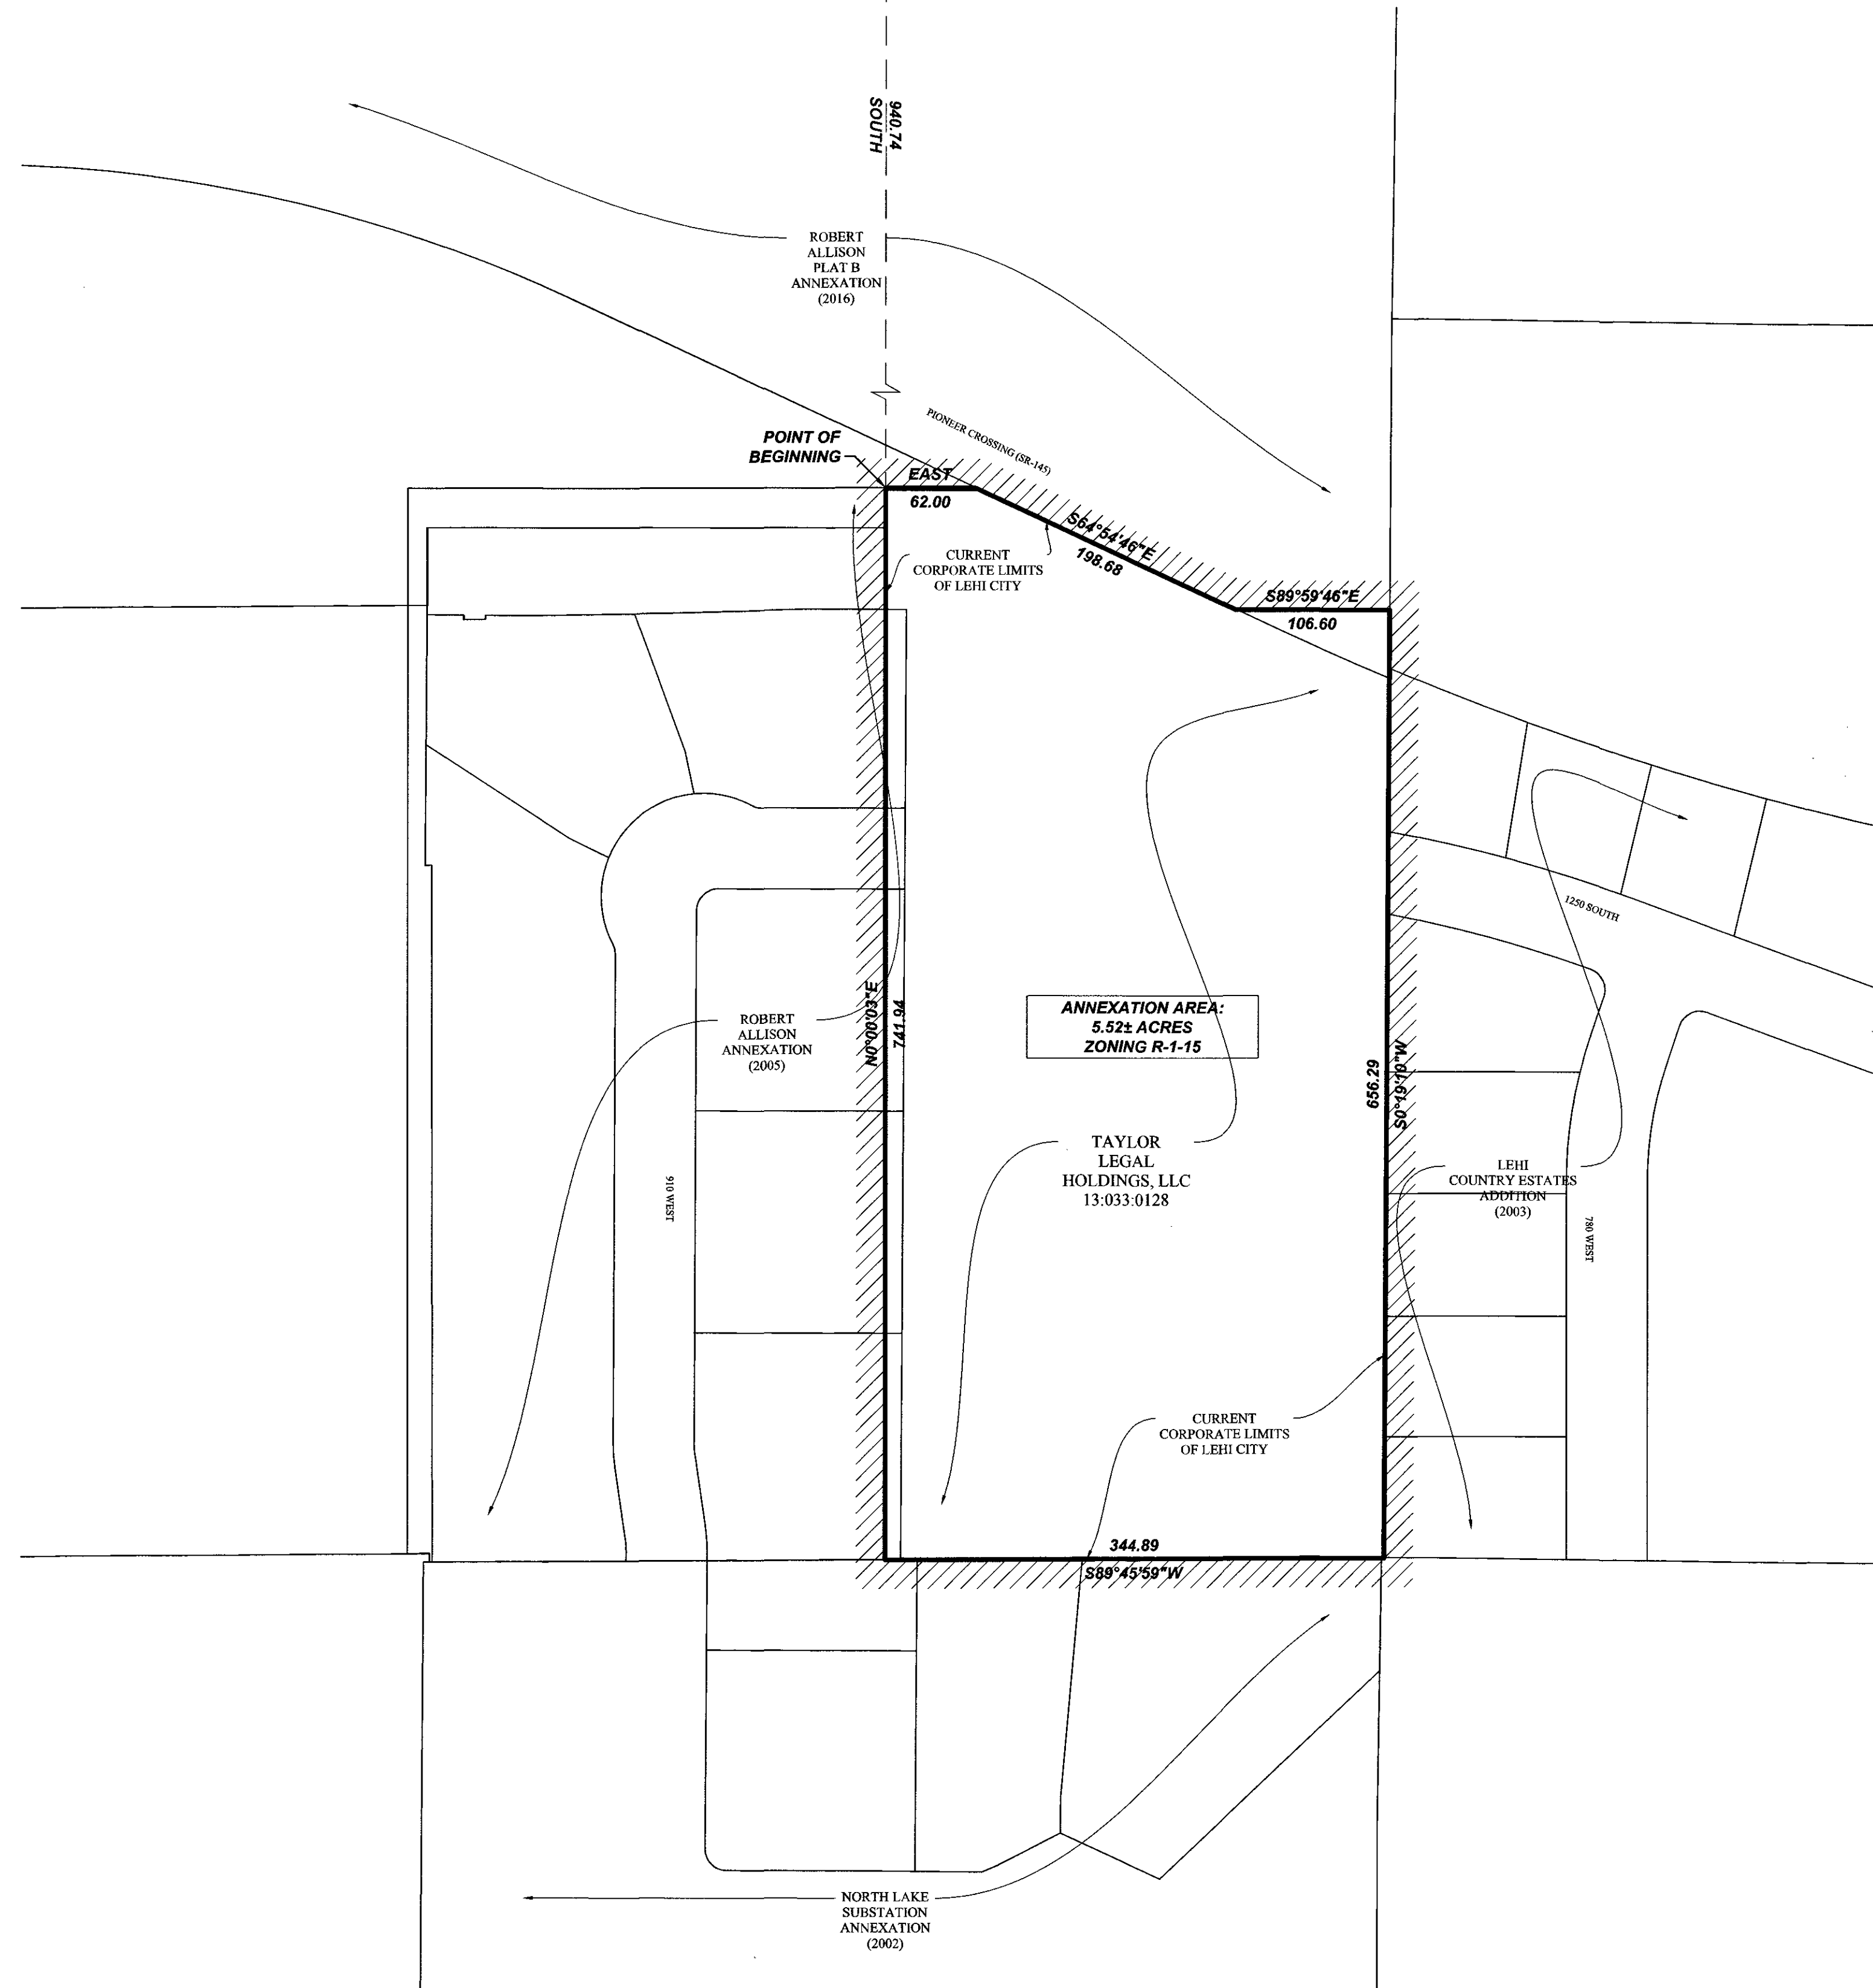 940.74
SOUTH
ROBERT
ALLISON
PLAT B
ANNEXATION
(2016)
PIONEER CROSSING (SR-145)
POINT OF
BEGINNING
EAST
62.00
S64°54'46"E
198.68
CURRENT
CORPORATE LIMITS
OF LEHI CITY
S89°59'46"E
106.60
1250 SOUTH
N0°00'03"E
741.94
ROBERT
ALLISON
ANNEXATION
(2005)
ANNEXATION AREA:
5.52± ACRES
ZONING R-1-15
656.29
S0°19'10"W
TAYLOR
LEGAL
HOLDINGS, LLC
13:033:0128
910 WEST
LEHI
COUNTRY ESTATES
ADDITION
(2003)
780 WEST
CURRENT
CORPORATE LIMITS
OF LEHI CITY
344.89
S89°45'59"W
NORTH LAKE
SUBSTATION
ANNEXATION
(2002)